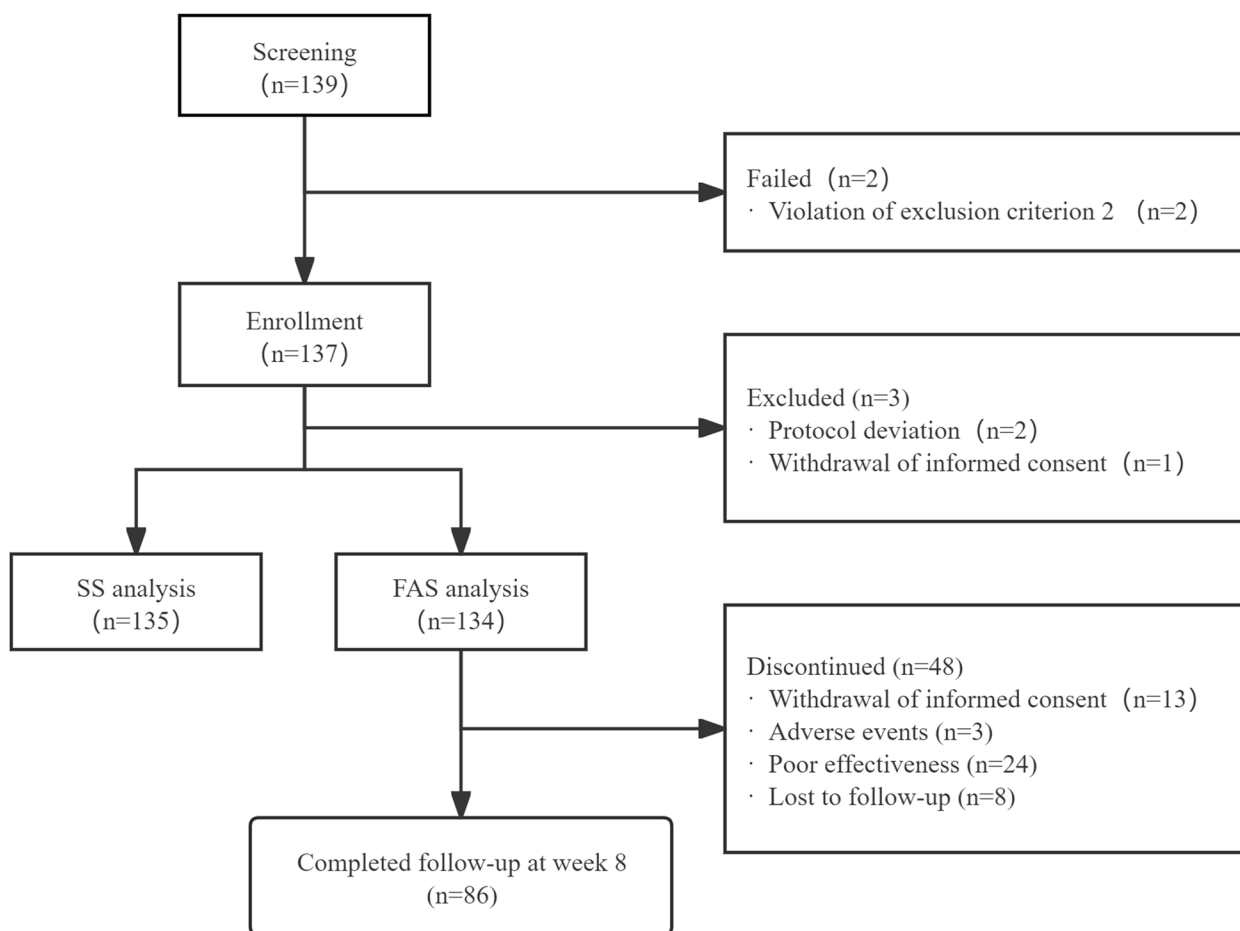 Screening
(n=139)
Failed (n=2)
· Violation of exclusion criterion 2 (n=2)
Enrollment
(n=137)
Excluded (n=3)
· Protocol deviation (n=2)
· Withdrawal of informed consent (n=1)
SS analysis
(n=135)
FAS analysis
(n=134)
Discontinued (n=48)
· Withdrawal of informed consent (n=13)
· Adverse events (n=3)
· Poor effectiveness (n=24)
· Lost to follow-up (n=8)
Completed follow-up at week 8
(n=86)